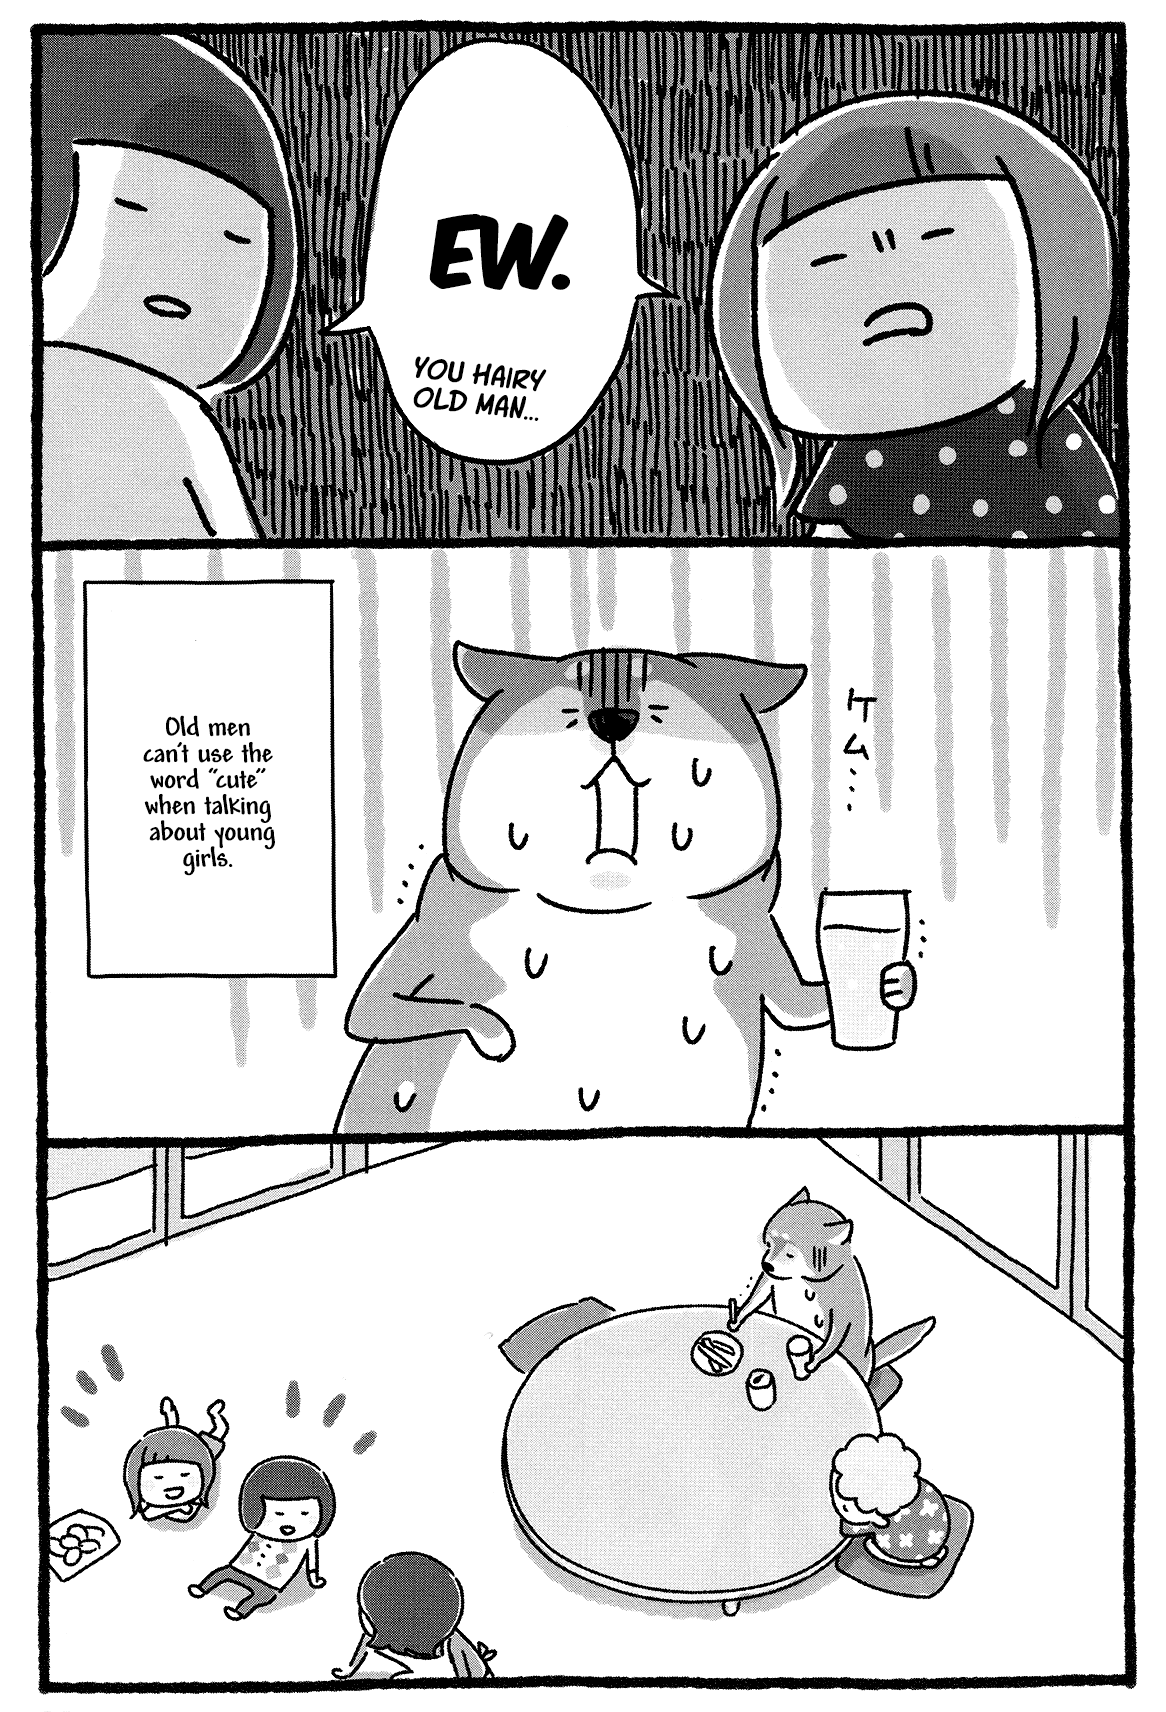 EW.
YOU HAIRY
OLD MAN...
Old men
can't use the
word "cute"
when talking
about young
girls.
ケム....